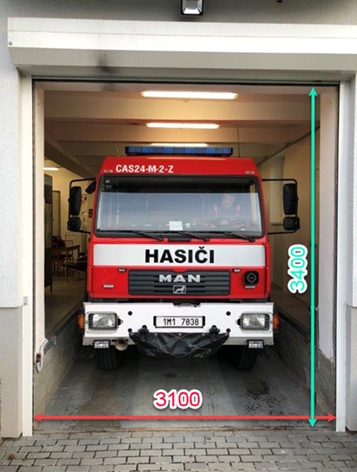 CAS24-M-2-Z
HASIČI
MAN
1M1 7838
3400
3100